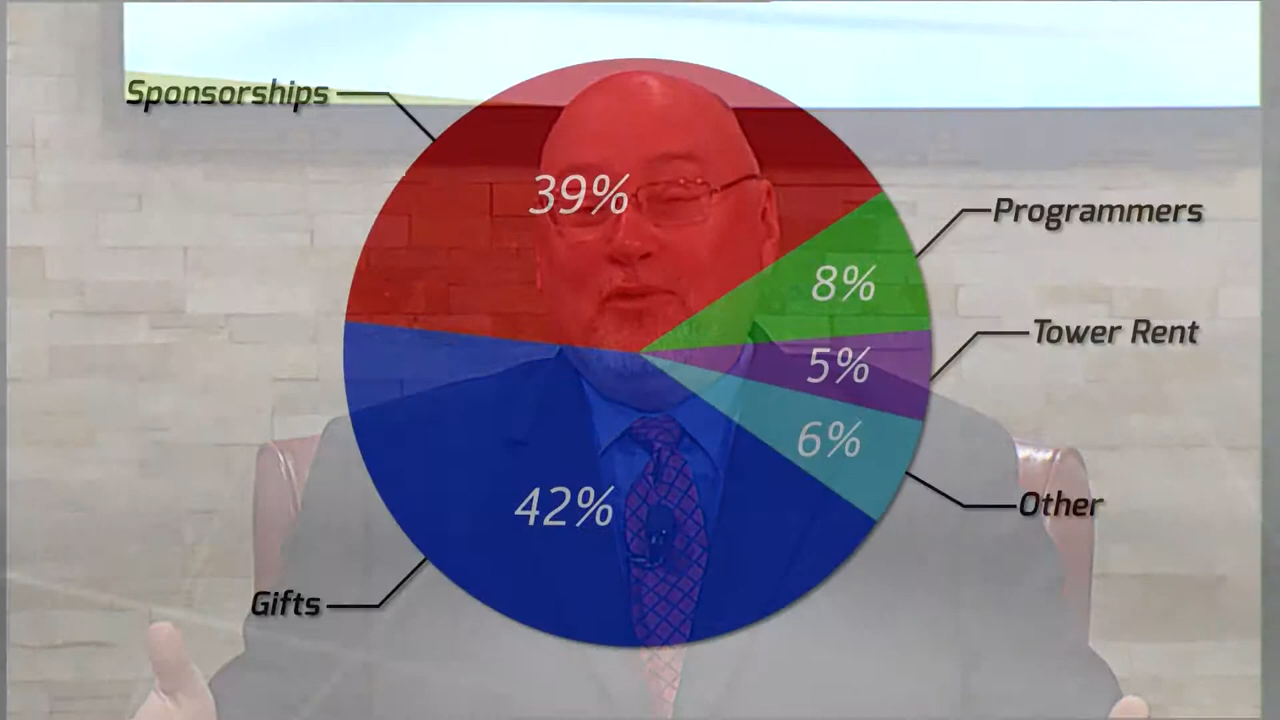 Sponsorships
39%
Programmers
8%
Tower Rent
5%
6%
42%
Other
Gifts